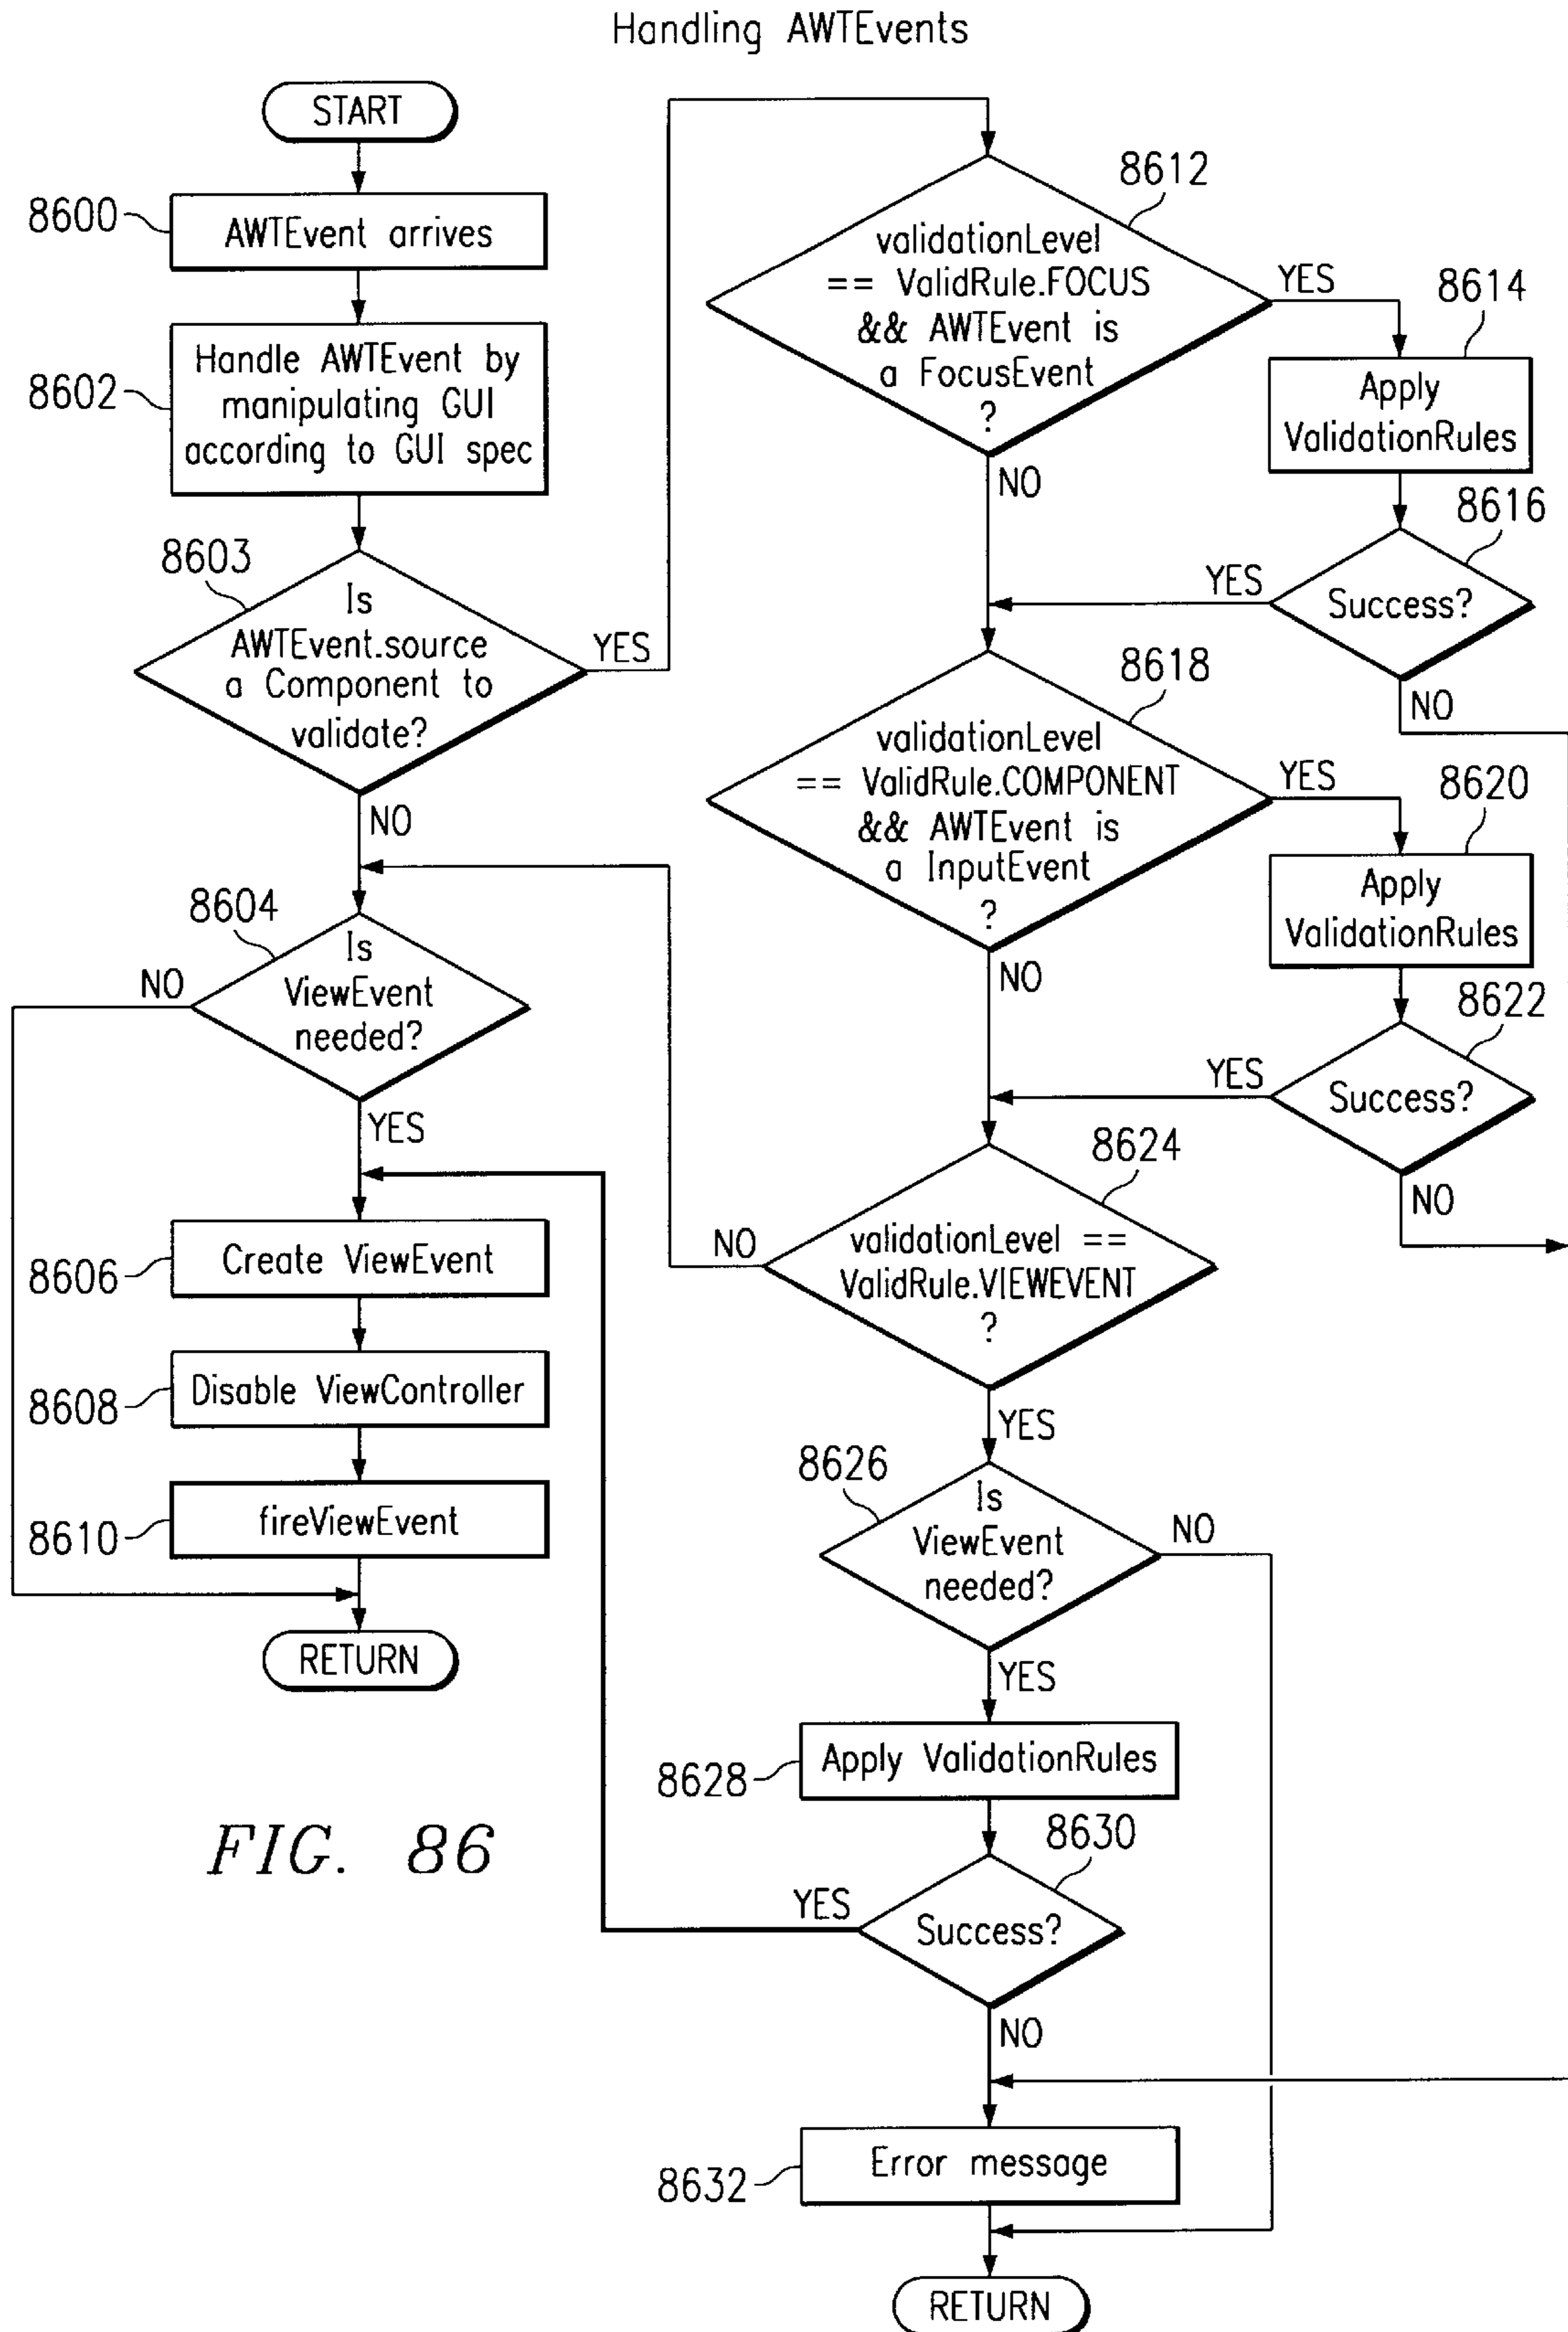 Handling AWTEvents
START
8600
AWTEvent arrives
8602
Handle AWTEvent by
manipulating GUI
according to GUI spec
8603
Is
AWTEvent.source
a Component to
validate?
YES
NO
8604
Is
ViewEvent
needed?
NO
YES
8606
Create ViewEvent
8608
Disable ViewController
8610
fireViewEvent
RETURN
8612
validationLevel
== ValidRule.FOCUS
&& AWTEvent is
a FocusEvent
?
YES
NO
8614
Apply
ValidationRules
8616
Success?
YES
NO
8618
validationLevel
== ValidRule.COMPONENT
&& AWTEvent is
a InputEvent
?
YES
NO
8620
Apply
ValidationRules
8622
Success?
YES
NO
8624
validationLevel ==
ValidRule.VIEWEVENT
?
NO
YES
8626
Is
ViewEvent
needed?
NO
YES
8628
Apply ValidationRules
8630
Success?
YES
NO
8632
Error message
RETURN
FIG. 86